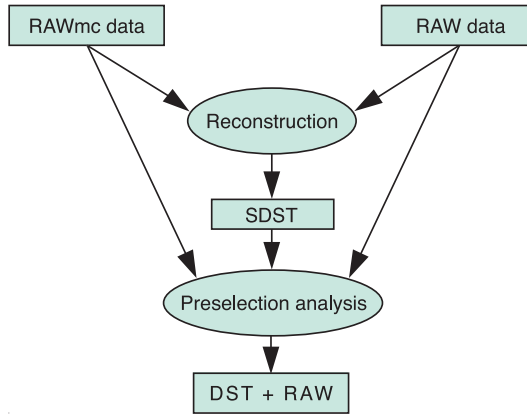 RAWmc data
RAW data
Reconstruction
SDST
Preselection analysis
DST + RAW